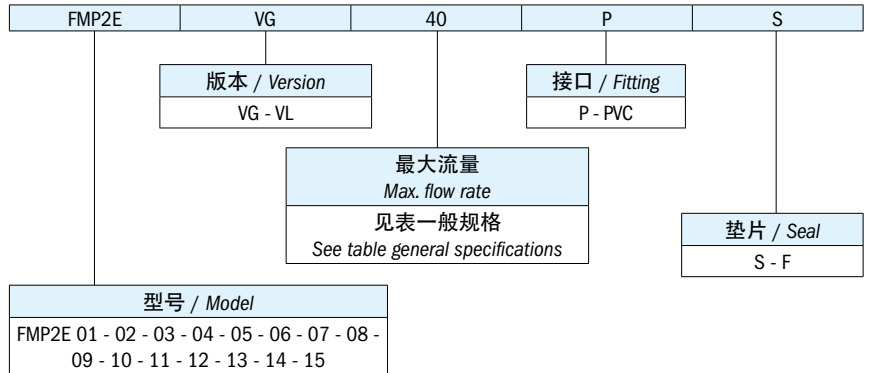 FMP2E VG 40 P S
版本 / Version
VG - VL
接口 / Fitting
P - PVC
最大流量
Max. flow rate
见表一般规格
See table general specifications
垫片 / Seal
S - F
型号 / Model
FMP2E 01 - 02 - 03 - 04 - 05 - 06 - 07 - 08 -
09 - 10 - 11 - 12 - 13 - 14 - 15